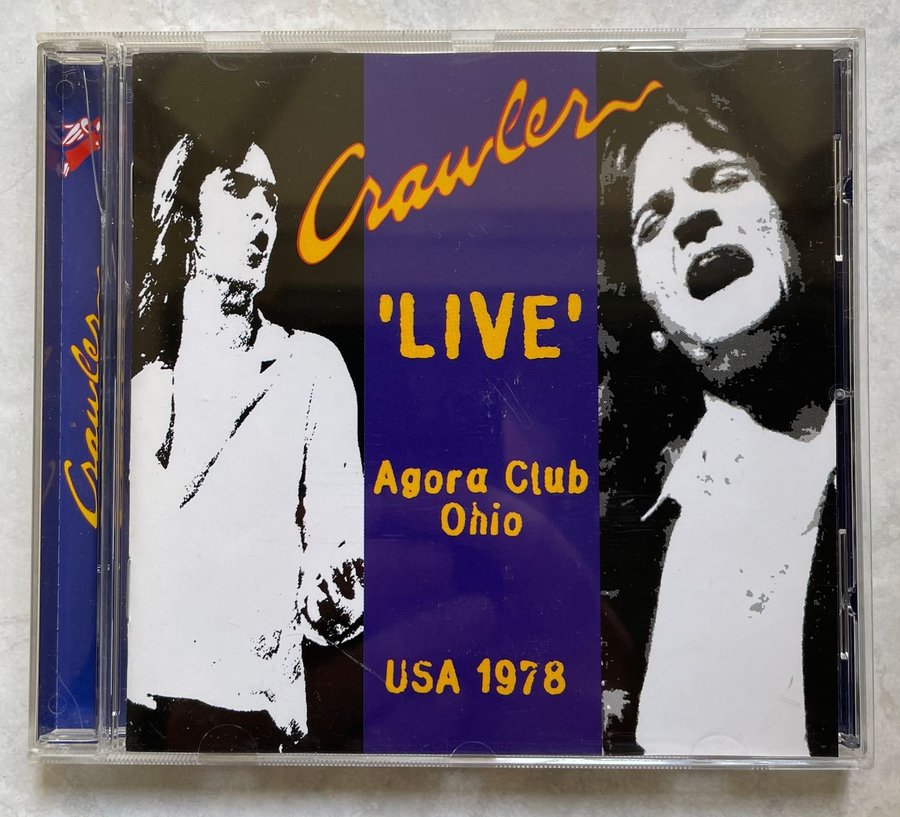 Crawler
Crawler
'LIVE'
Agora Club
Ohio
USA 1978